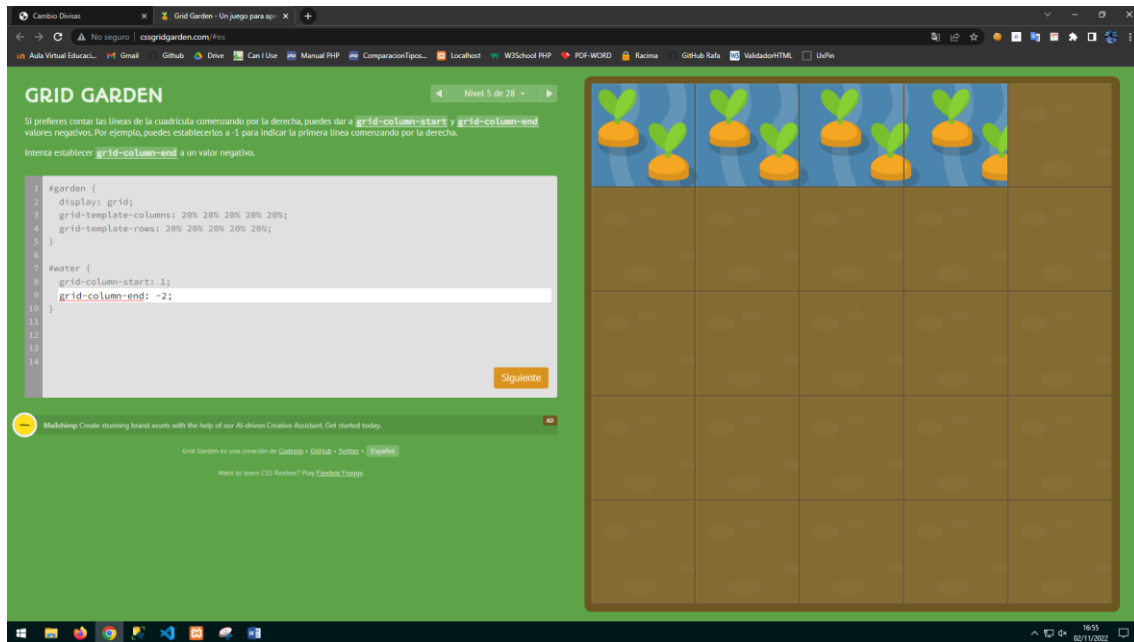 Cambio Divisas
Grid Garden - Un juego para apr
No seguro | cssgridgarden.com/#es
Aula Virtual Educaci...
Gmail
Github
Drive
Can I Use
Manual PHP
ComparacionTipos...
Localhost
W3School PHP
PDF-WORD
Racima
GitHub Rafa
ValidadorHTML
UxPin
GRID GARDEN
Nivel 5 de 28
Si prefieres contar las líneas de la cuadrícula comenzando por la derecha, puedes dar a grid-column-start y grid-column-end
valores negativos. Por ejemplo, puedes establecerlos a -1 para indicar la primera línea comenzando por la derecha.
Intenta establecer grid-column-end a un valor negativo.
1 #garden {
2 display: grid;
3 grid-template-columns: 20% 20% 20% 20% 20%;
4 grid-template-rows: 20% 20% 20% 20% 20%;
5 }
6
7 #water {
8 grid-column-start: 1;
9 grid-column-end: -2;
10 }
11
12
13
14
Siguiente
Mailchimp Create stunning brand assets with the help of our AI-driven Creative Assistant. Get started today.
AD
Grid Garden es una creación de Codepip • GitHub • Twitter • Español
Want to learn CSS flexbox? Play Flexbox Froggy.
16:55
02/11/2022